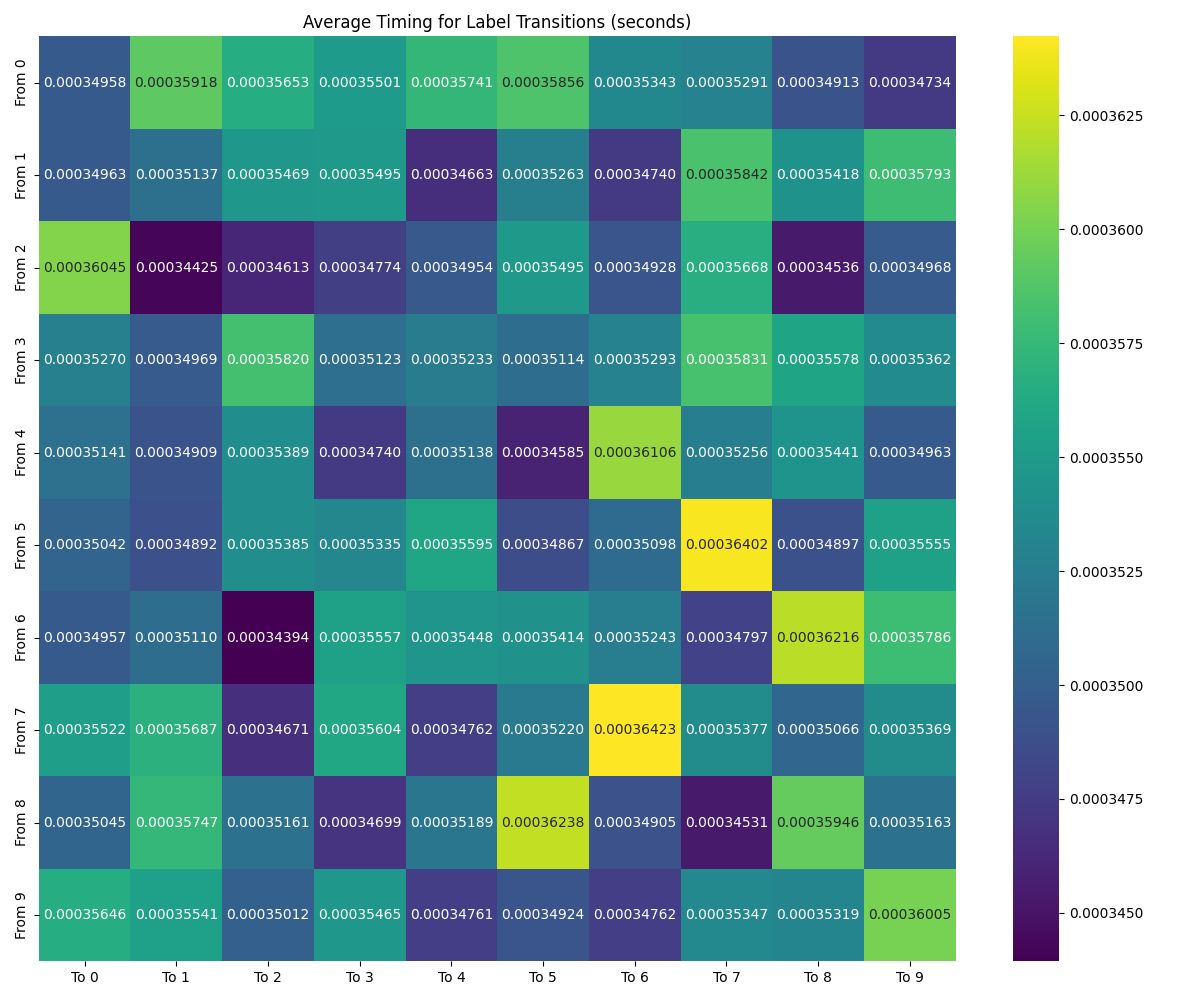 Average Timing for Label Transitions (seconds)
From 0 0.00034958 0.00035918 0.00035653 0.00035501 0.00035741 0.00035856 0.00035343 0.00035291 0.00034913 0.00034734
From 1 0.00034963 0.00035137 0.00035469 0.00035495 0.00034663 0.00035263 0.00034740 0.00035842 0.00035418 0.00035793
From 2 0.00036045 0.00034425 0.00034613 0.00034774 0.00034954 0.00035495 0.00034928 0.00035668 0.00034536 0.00034968
From 3 0.00035270 0.00034969 0.00035820 0.00035123 0.00035233 0.00035114 0.00035293 0.00035831 0.00035578 0.00035362
From 4 0.00035141 0.00034909 0.00035389 0.00034740 0.00035138 0.00034585 0.00036106 0.00035256 0.00035441 0.00034963
From 5 0.00035042 0.00034892 0.00035385 0.00035335 0.00035595 0.00034867 0.00035098 0.00036402 0.00034897 0.00035555
From 6 0.00034957 0.00035110 0.00034394 0.00035557 0.00035448 0.00035414 0.00035243 0.00034797 0.00036216 0.00035786
From 7 0.00035522 0.00035687 0.00034671 0.00035604 0.00034762 0.00035220 0.00036423 0.00035377 0.00035066 0.00035369
From 8 0.00035045 0.00035747 0.00035161 0.00034699 0.00035189 0.00036238 0.00034905 0.00034531 0.00035946 0.00035163
From 9 0.00035646 0.00035541 0.00035012 0.00035465 0.00034761 0.00034924 0.00034762 0.00035347 0.00035319 0.00036005
To 0 To 1 To 2 To 3 To 4 To 5 To 6 To 7 To 8 To 9
0.0003625
0.0003600
0.0003575
0.0003550
0.0003525
0.0003500
0.0003475
0.0003450